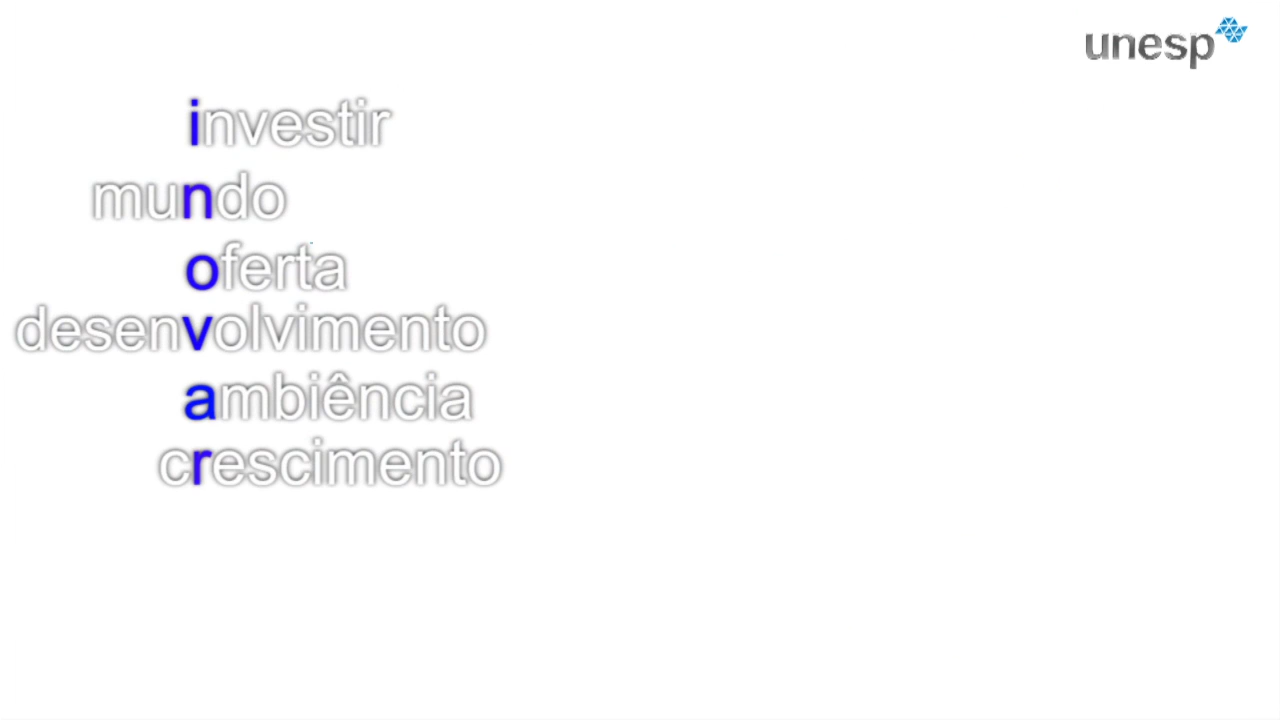 unesp
investir
mundo
oferta
desenvolvimento
ambiência
crescimento